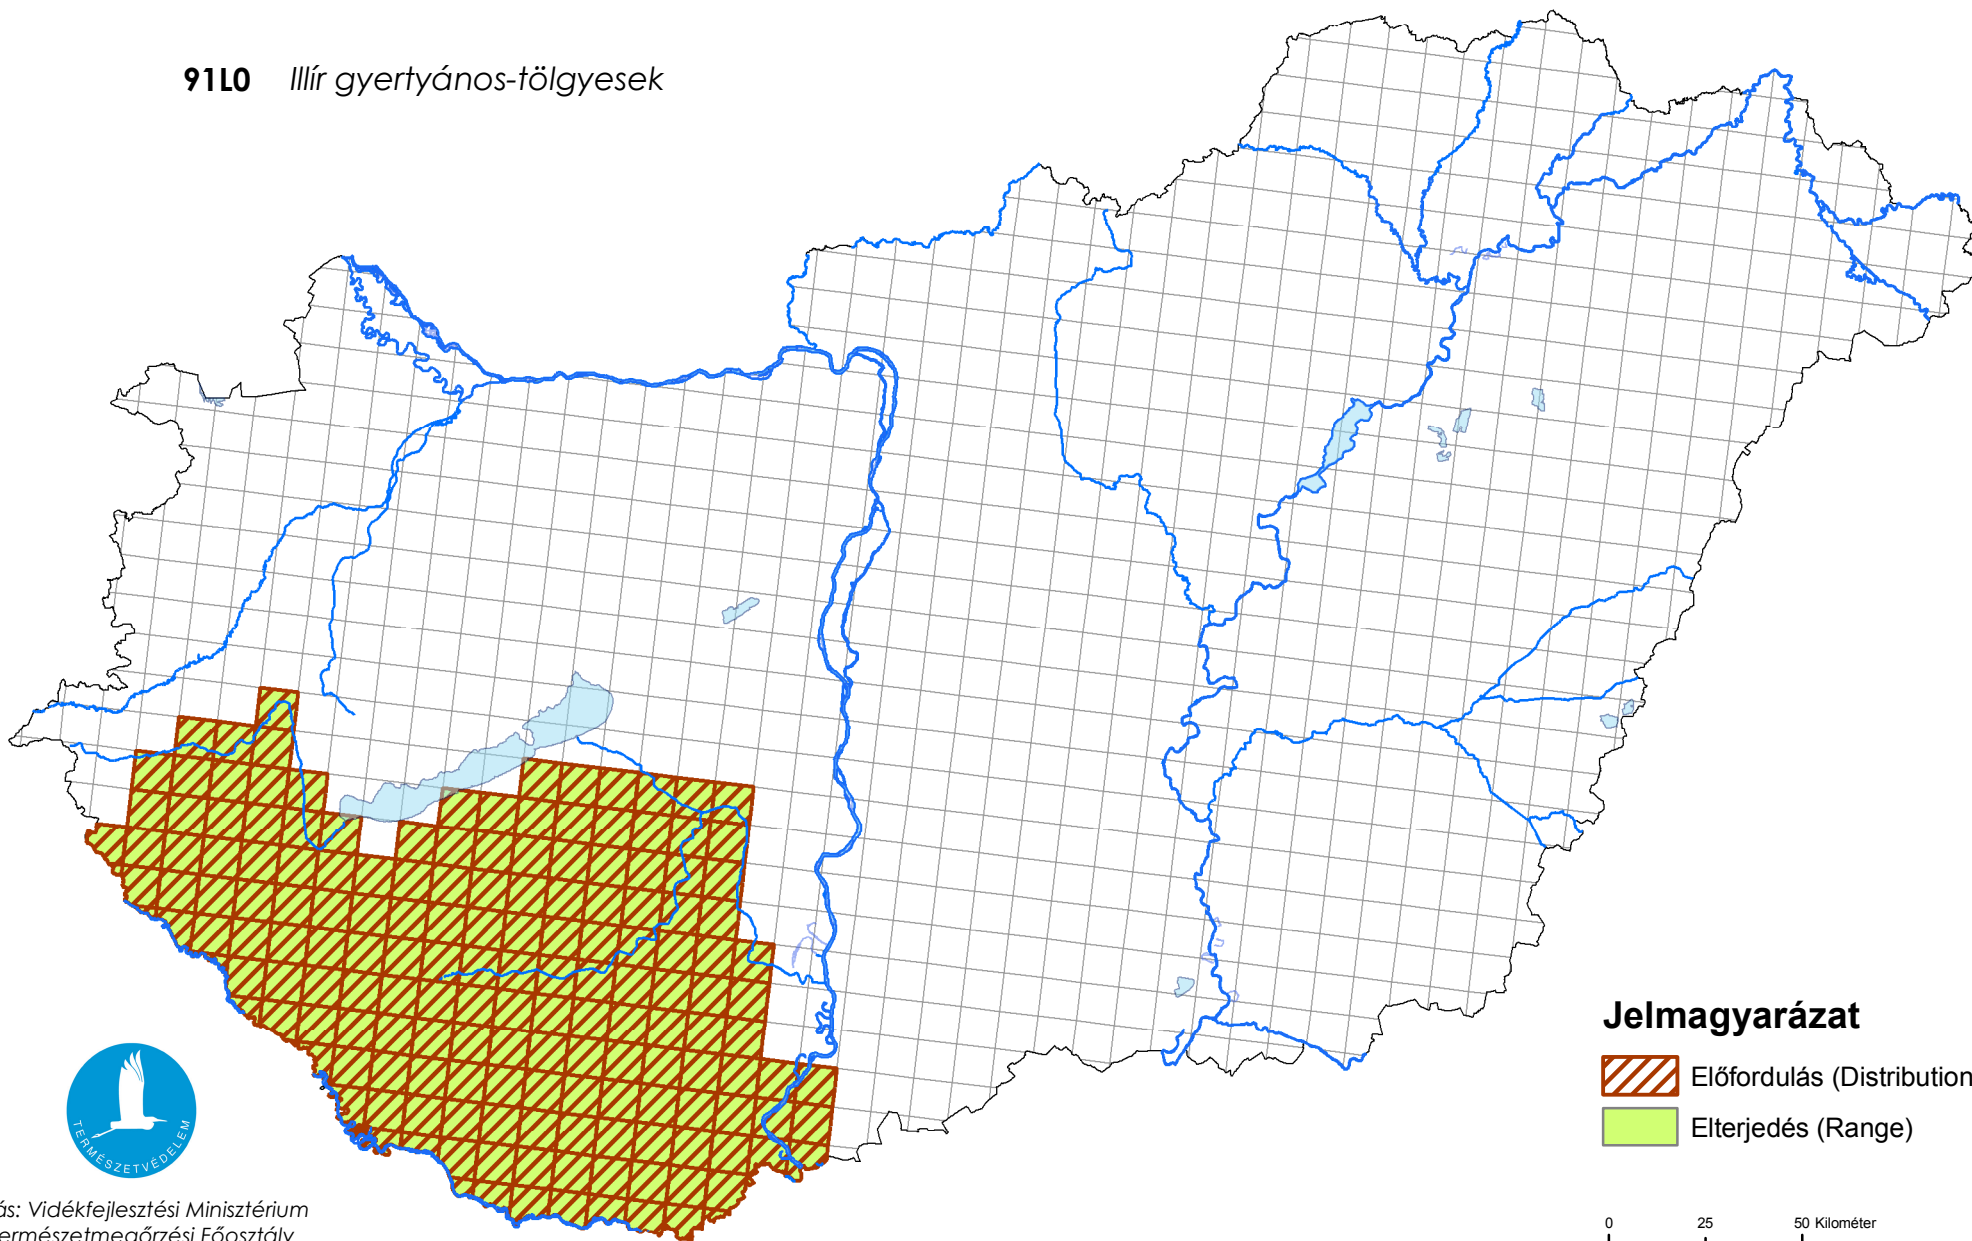 91L0 Illír gyertyános-tölgyesek
Jelmagyarázat
Előfordulás (Distribution
Elterjedés (Range)
TERMÉSZETVÉDELEM
ás: Vidékfejlesztési Minisztérium
ermészetmegőrzési Főosztály
0 25 50 Kilométer